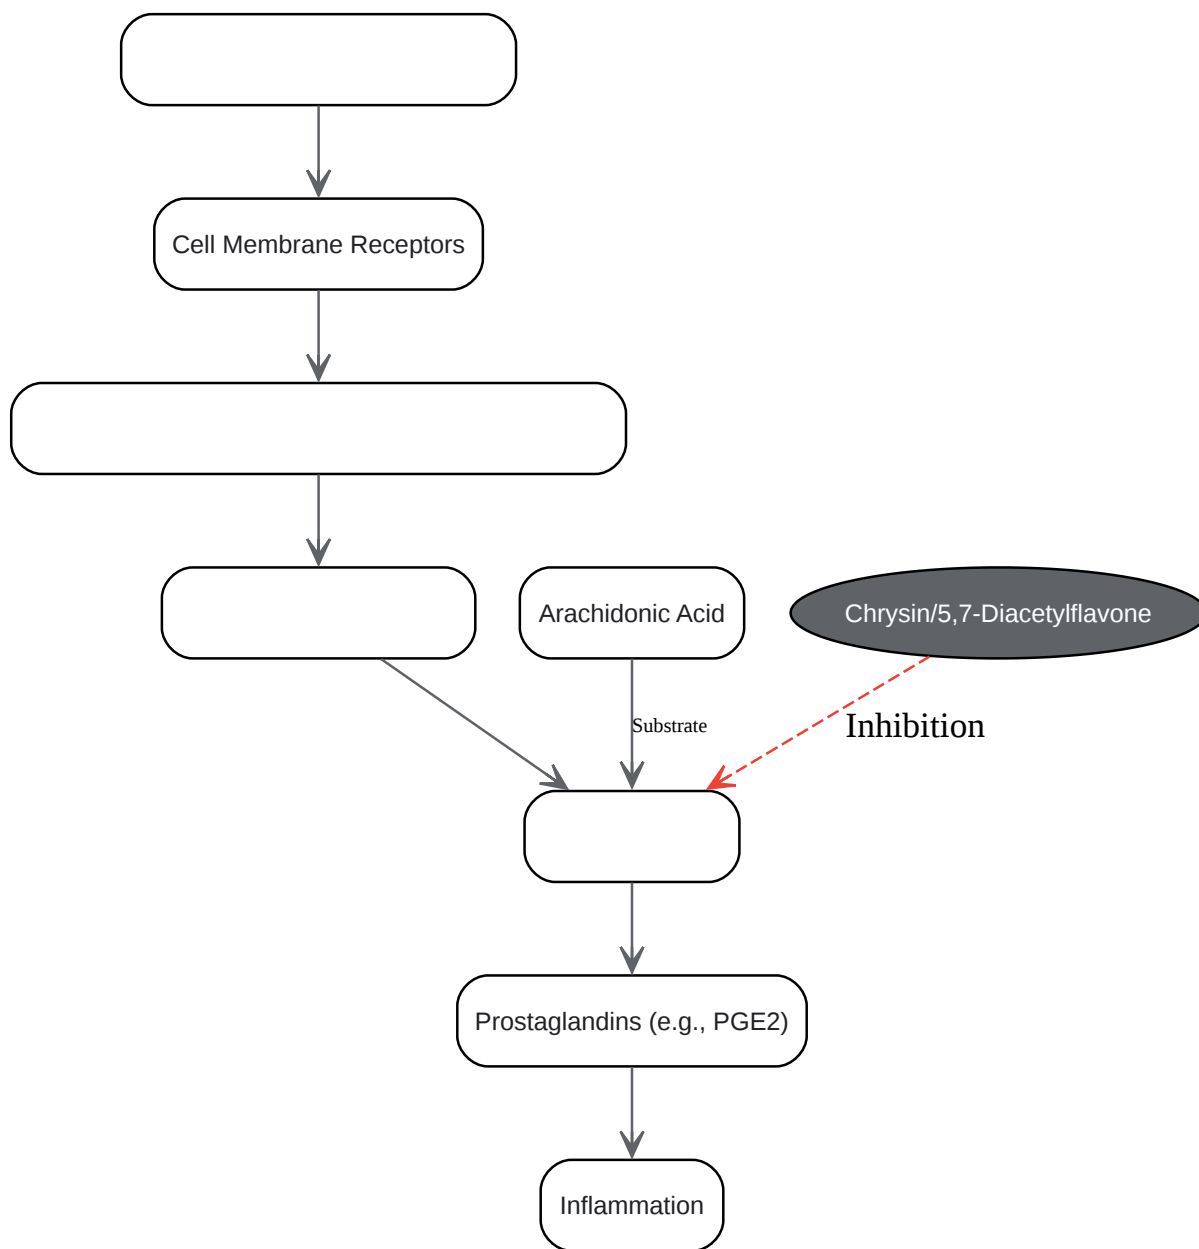 Cell Membrane Receptors
Arachidonic Acid
Chrysin/5,7-Diacetylflavone
Substrate
Inhibition
Prostaglandins (e.g., PGE2)
Inflammation